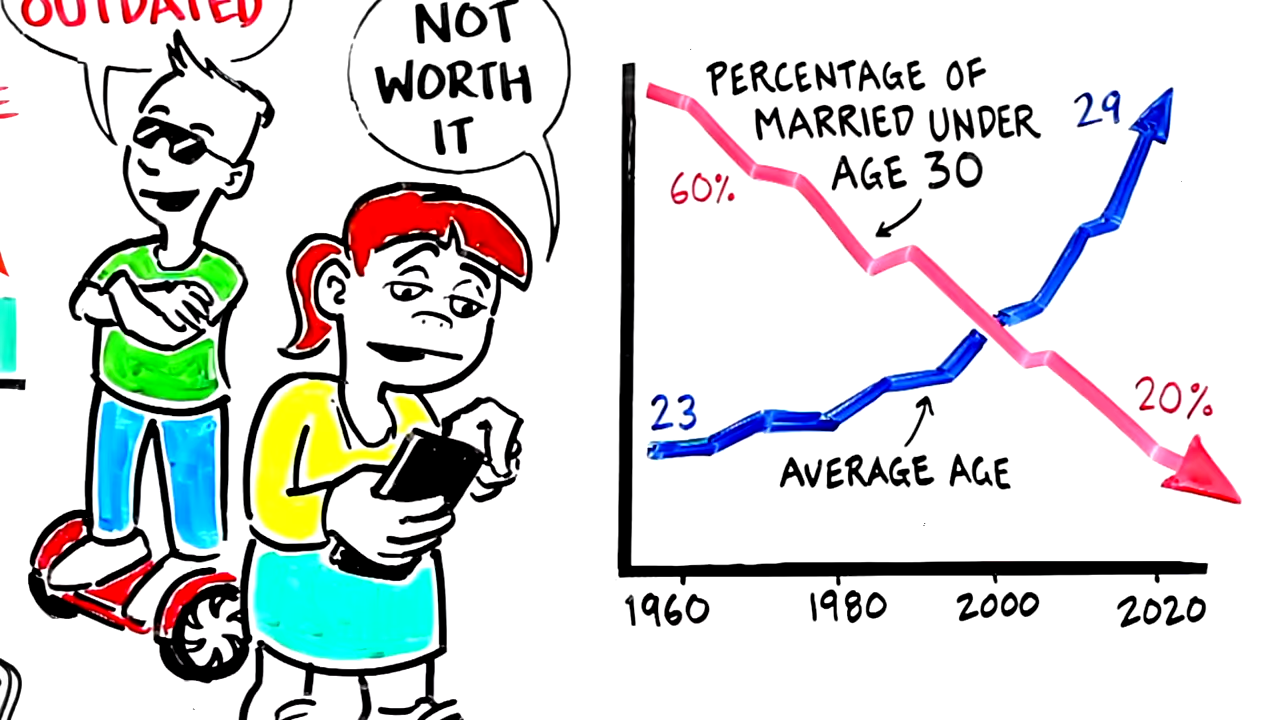 OUTDATED
NOT
WORTH
IT
PERCENTAGE OF
MARRIED UNDER
AGE 30
29
60%
23
20%
AVERAGE AGE
1960
1980
2000
2020